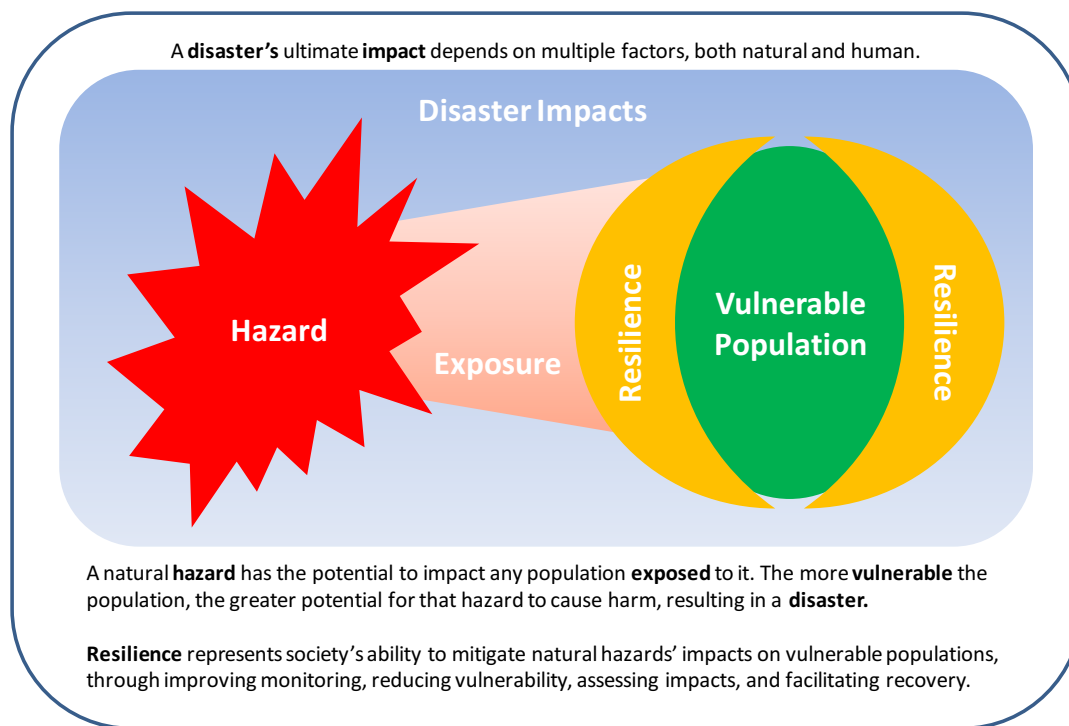 A disaster's ultimate impact depends on multiple factors, both natural and human.
Disaster Impacts
Hazard
Exposure
Resilience
Vulnerable
Population
Resilience
A natural hazard has the potential to impact any population exposed to it. The more vulnerable the
population, the greater potential for that hazard to cause harm, resulting in a disaster.
Resilience represents society's ability to mitigate natural hazards' impacts on vulnerable populations,
through improving monitoring, reducing vulnerability, assessing impacts, and facilitating recovery.